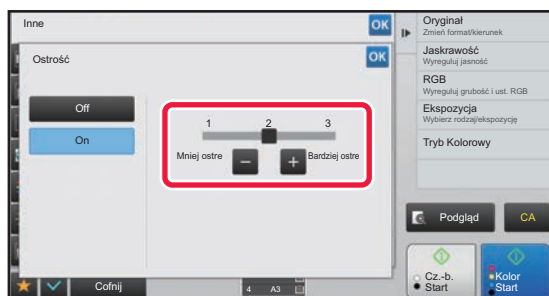 Inne
OK
Ostrość
OK
Off
On
1 2 3
Mniej ostre
Bardziej ostre
Cofnij
4 A3
Oryginał
Zmień format/kierunek
Jaskrawość
Wyreguluj jasność
RGB
Wyreguluj grubość i ust. RGB
Ekspozycja
Wybierz rodzaj/ekspozycję
Tryb Kolorowy
Podgląd
CA
Cz.-b.
Start
Kolor
Start